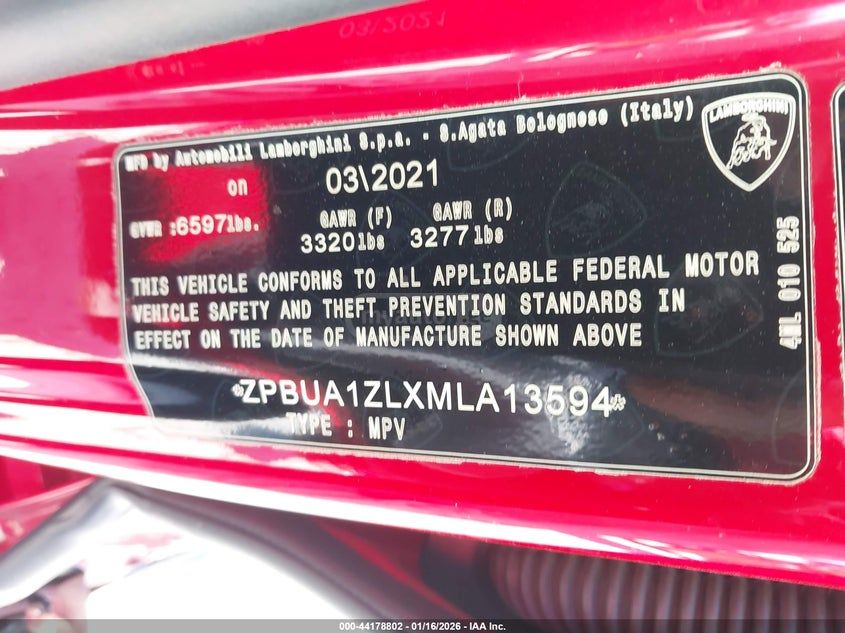 03/2021
LAMBORGHINI
MFD by Automobili Lamborghini S.p.a. - S.Agata Bolognese (Italy)
on 03\2021
GVWR :6597lbs. GAWR (F) GAWR (R)
3320lbs 3277lbs
THIS VEHICLE CONFORMS TO ALL APPLICABLE FEDERAL MOTOR
VEHICLE SAFETY AND THEFT PREVENTION STANDARDS IN
EFFECT ON THE DATE OF MANUFACTURE SHOWN ABOVE
*ZPBUA1ZLXMLA13594*
TYPE : MPV
4ML 010 525
000-44178802 - 01/16/2026 - IAA Inc.